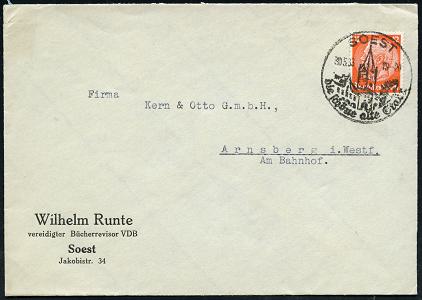 SOEST
Firma
Kern & Otto G.m.b.H.,
Arnsberg i.Westf.
Am Bahnhof.
Wilhelm Runte
vereidigter Bücherrevisor VDB
Soest
Jakobistr. 34